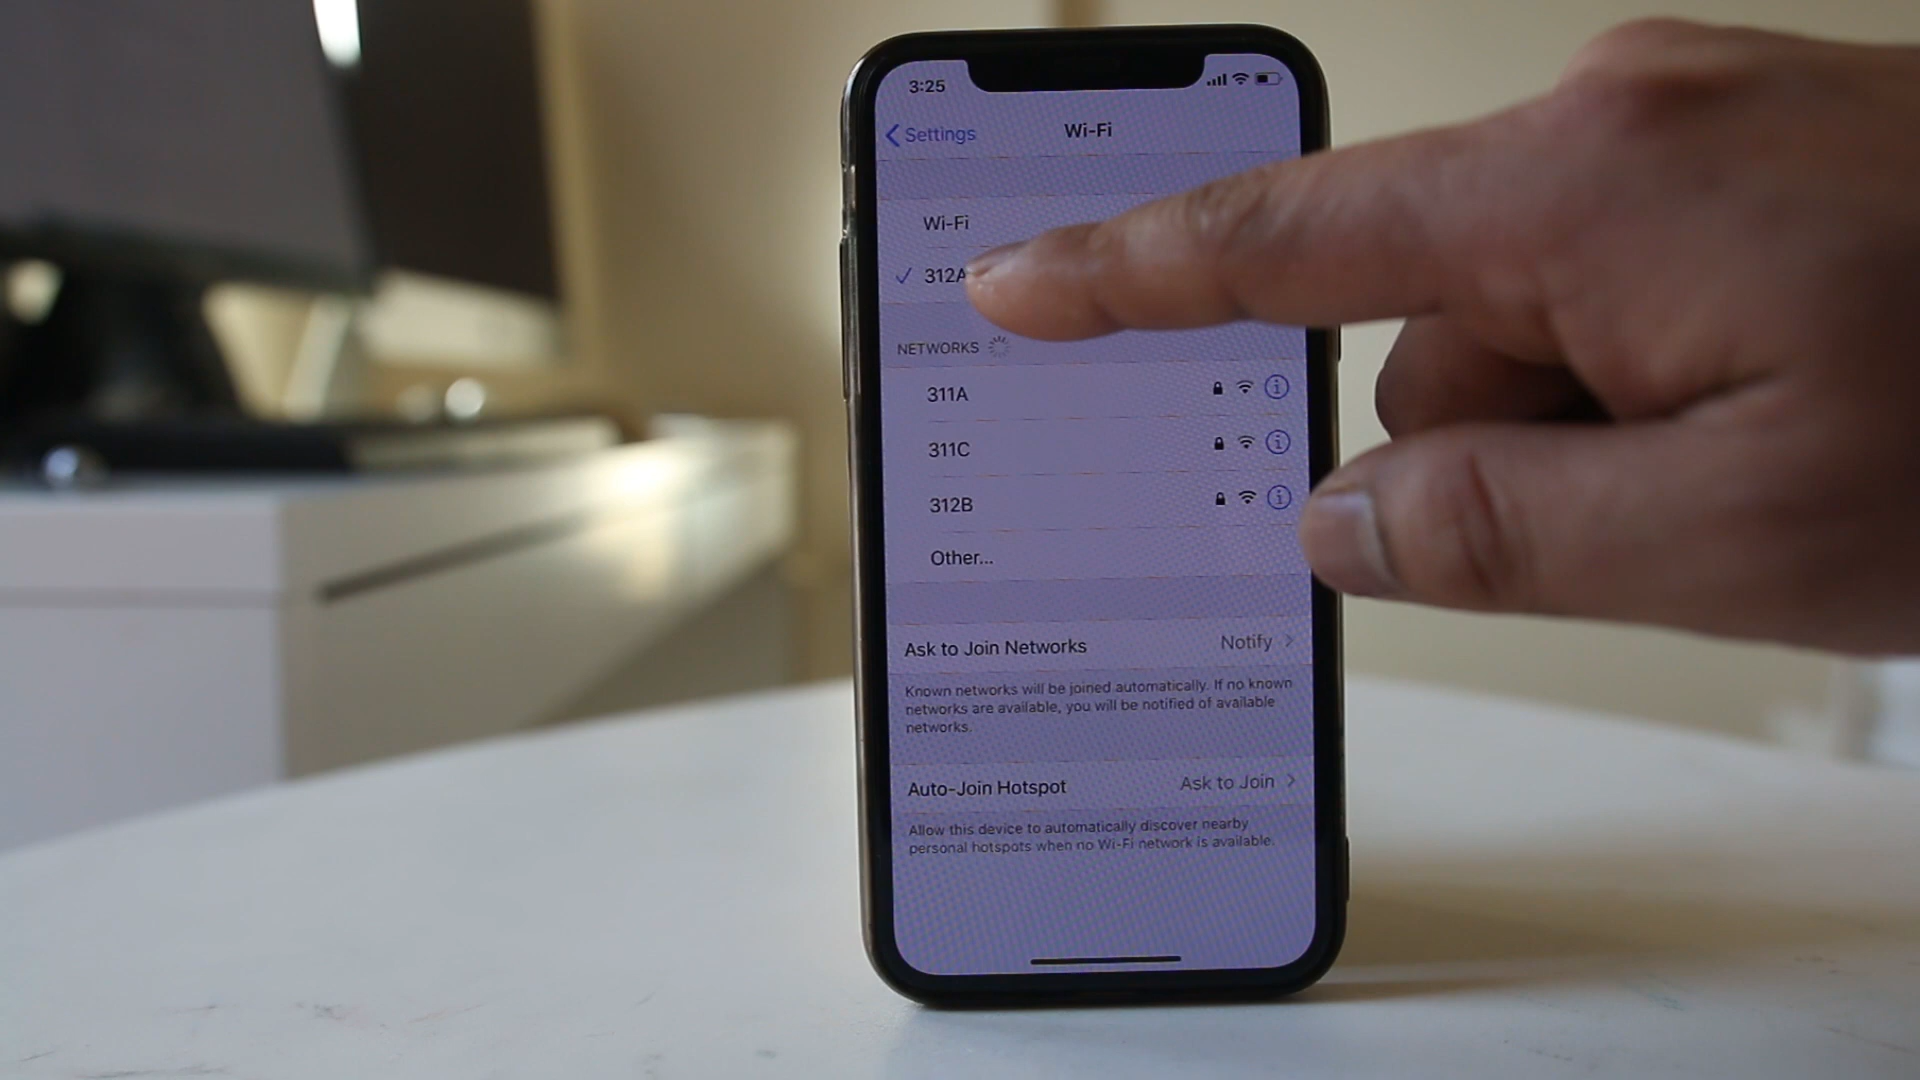 3:25
Settings
Wi-Fi
Wi-Fi
312A
NETWORKS
311A
311C
312B
Other...
Ask to Join Networks
Notify
Known networks will be joined automatically. If no known
networks are available, you will be notified of available
networks.
Auto-Join Hotspot
Ask to Join
Allow this device to automatically discover nearby
personal hotspots when no Wi-Fi network is available.